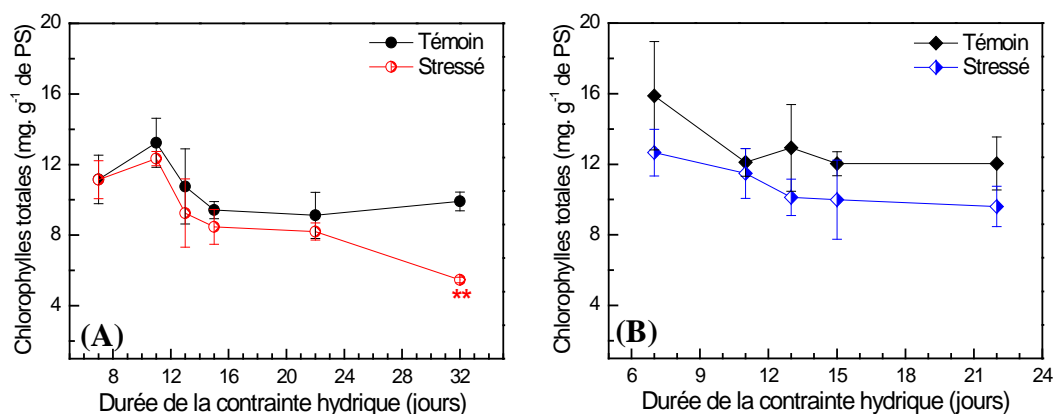 20
16
12
8
4
Chlorophylles totales (mg. g-1 de PS)
Témoin
Stressé
**
(A)
8 12 16 20 24 28 32
Durée de la contrainte hydrique (jours)
20
16
12
8
4
Chlorophylles totales (mg. g-1 de PS)
Témoin
Stressé
(B)
6 9 12 15 18 21 24
Durée de la contrainte hydrique (jours)